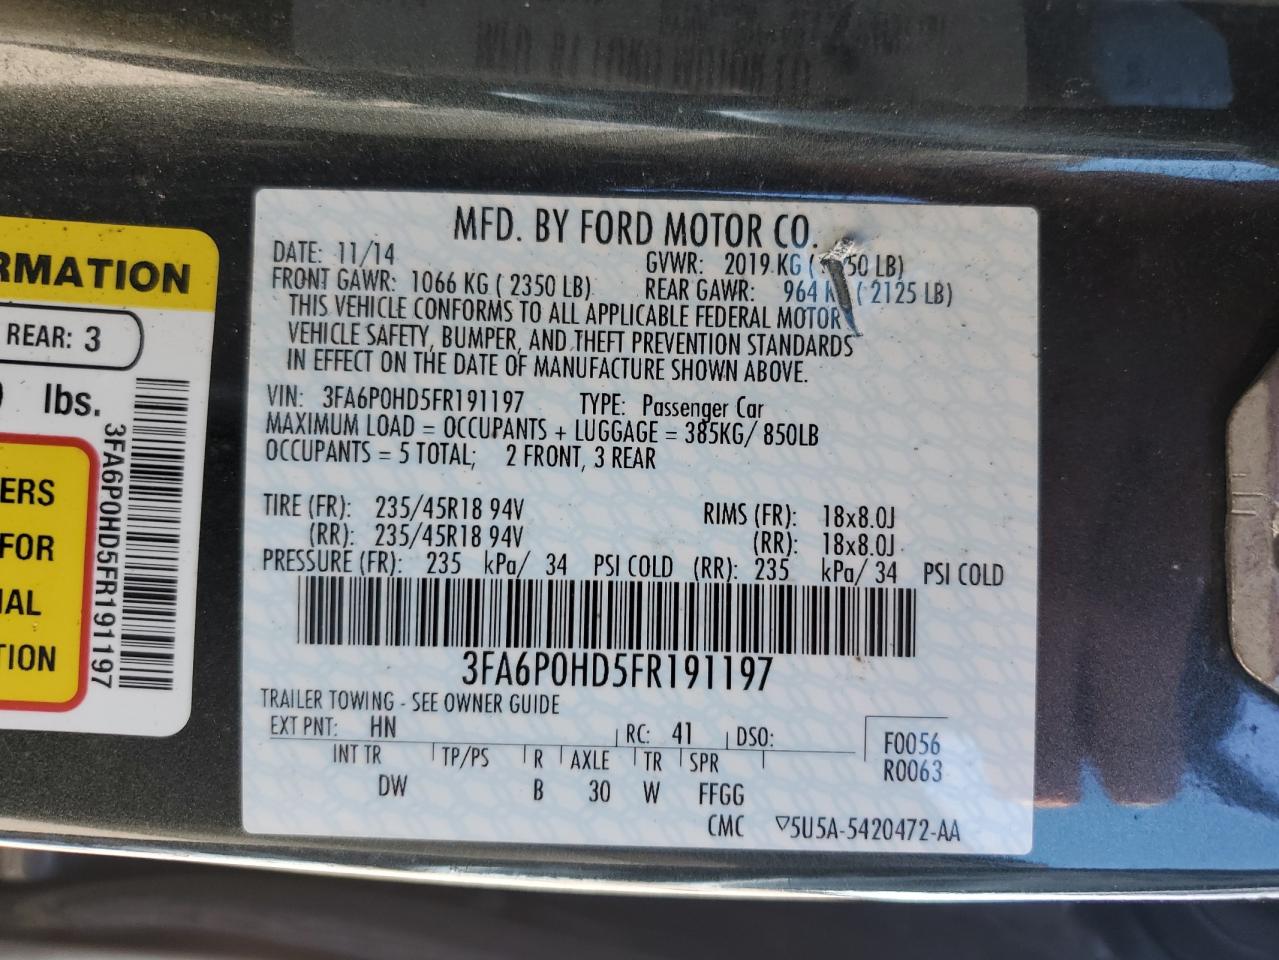 RMATION
REAR: 3
lbs.
3FA6P0HD5FR191197
ERS
FOR
IAL
TION
MFD. BY FORD MOTOR CO.
DATE: 11/14
GVWR: 2019 KG ( 50 LB)
FRONT GAWR: 1066 KG ( 2350 LB)
REAR GAWR: 964 K ( 2125 LB)
THIS VEHICLE CONFORMS TO ALL APPLICABLE FEDERAL MOTOR
VEHICLE SAFETY, BUMPER, AND THEFT PREVENTION STANDARDS
IN EFFECT ON THE DATE OF MANUFACTURE SHOWN ABOVE.
VIN: 3FA6P0HD5FR191197 TYPE: Passenger Car
MAXIMUM LOAD = OCCUPANTS + LUGGAGE = 385KG/ 850LB
OCCUPANTS = 5 TOTAL; 2 FRONT, 3 REAR
TIRE (FR): 235/45R18 94V RIMS (FR): 18x8.0J
(RR): 235/45R18 94V (RR): 18x8.0J
PRESSURE (FR): 235 kPa/ 34 PSI COLD (RR): 235 kPa/ 34 PSI COLD
3FA6P0HD5FR191197
TRAILER TOWING - SEE OWNER GUIDE
EXT PNT: HN RC: 41 DSO:
INT TR TP/PS R AXLE TR SPR
DW B 30 W FFGG
F0056
R0063
CMC ▽5U5A-5420472-AA